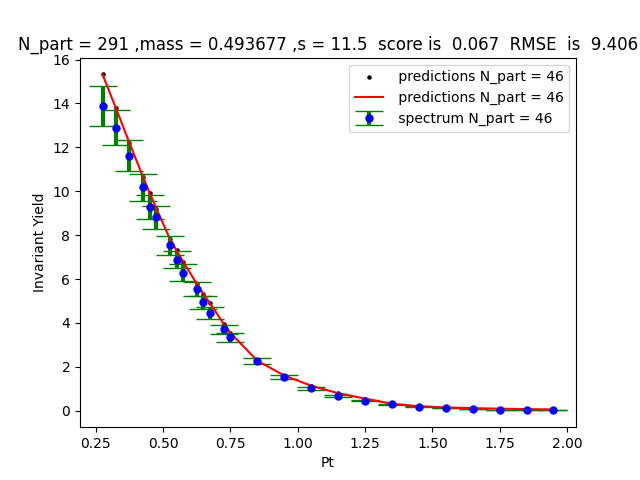 N_part = 291 ,mass = 0.493677 ,s = 11.5  score is  0.067  RMSE  is  9.406
predictions N_part = 46
predictions N_part = 46
spectrum N_part = 46
Invariant Yield
16
14
12
10
8
6
4
2
0
0.25 0.50 0.75 1.00 1.25 1.50 1.75 2.00
Pt